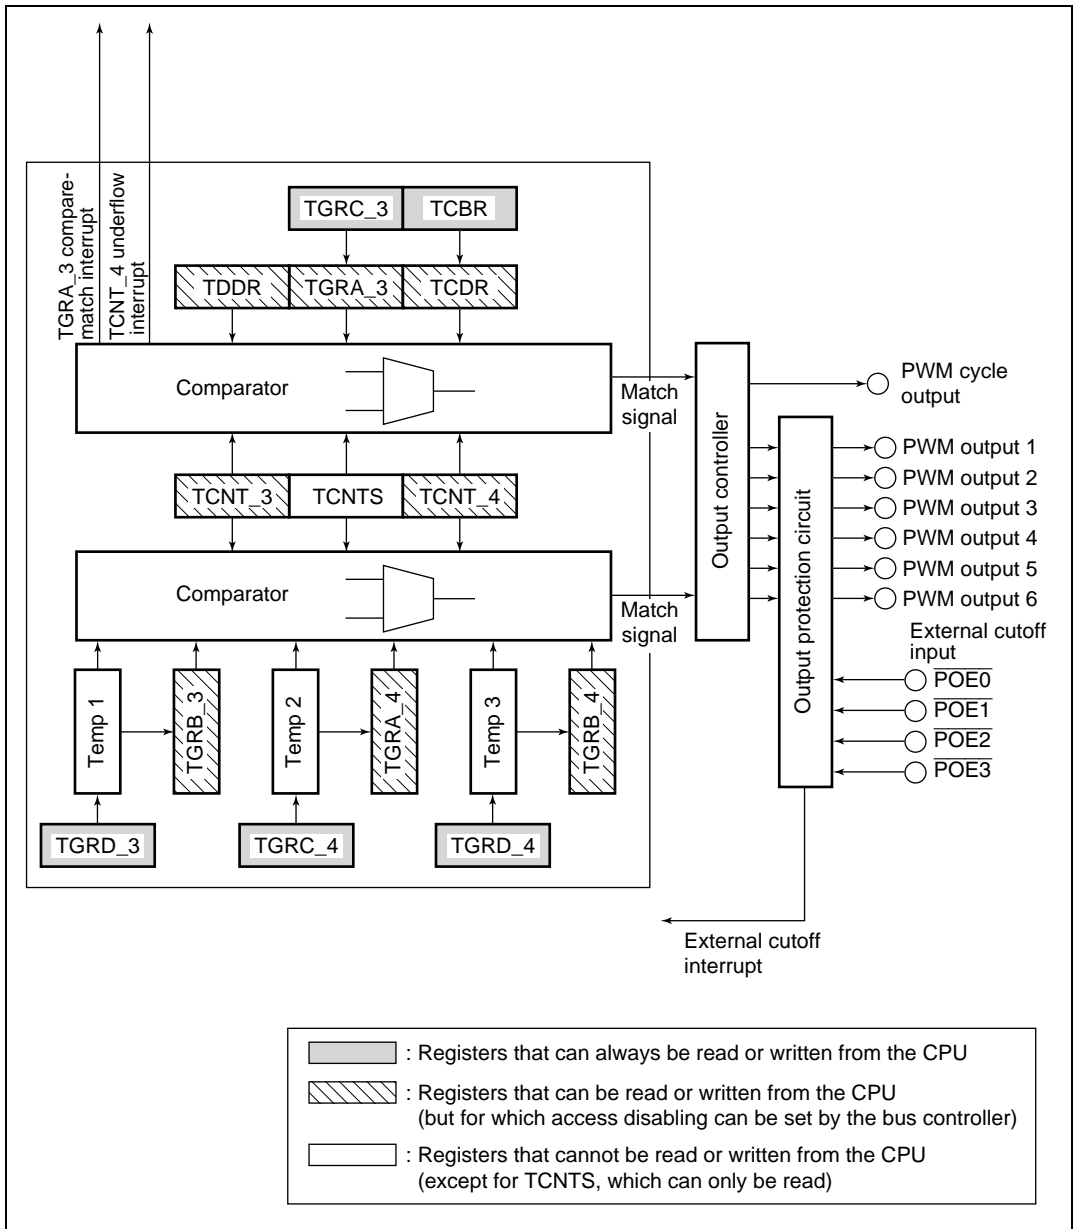 TGRA_3 compare-
match interrupt
TCNT_4 underflow
interrupt
TGRC_3
TCBR
TDDR
TGRA_3
TCDR
Comparator
Match
signal
PWM cycle
output
Output controller
Output protection circuit
PWM output 1
PWM output 2
PWM output 3
PWM output 4
PWM output 5
PWM output 6
TCNT_3
TCNTS
TCNT_4
Comparator
Match
signal
External cutoff
input
POE0
POE1
POE2
POE3
Temp 1
TGRB_3
Temp 2
TGRA_4
Temp 3
TGRB_4
TGRD_3
TGRC_4
TGRD_4
External cutoff
interrupt
: Registers that can always be read or written from the CPU
: Registers that can be read or written from the CPU
(but for which access disabling can be set by the bus controller)
: Registers that cannot be read or written from the CPU
(except for TCNTS, which can only be read)